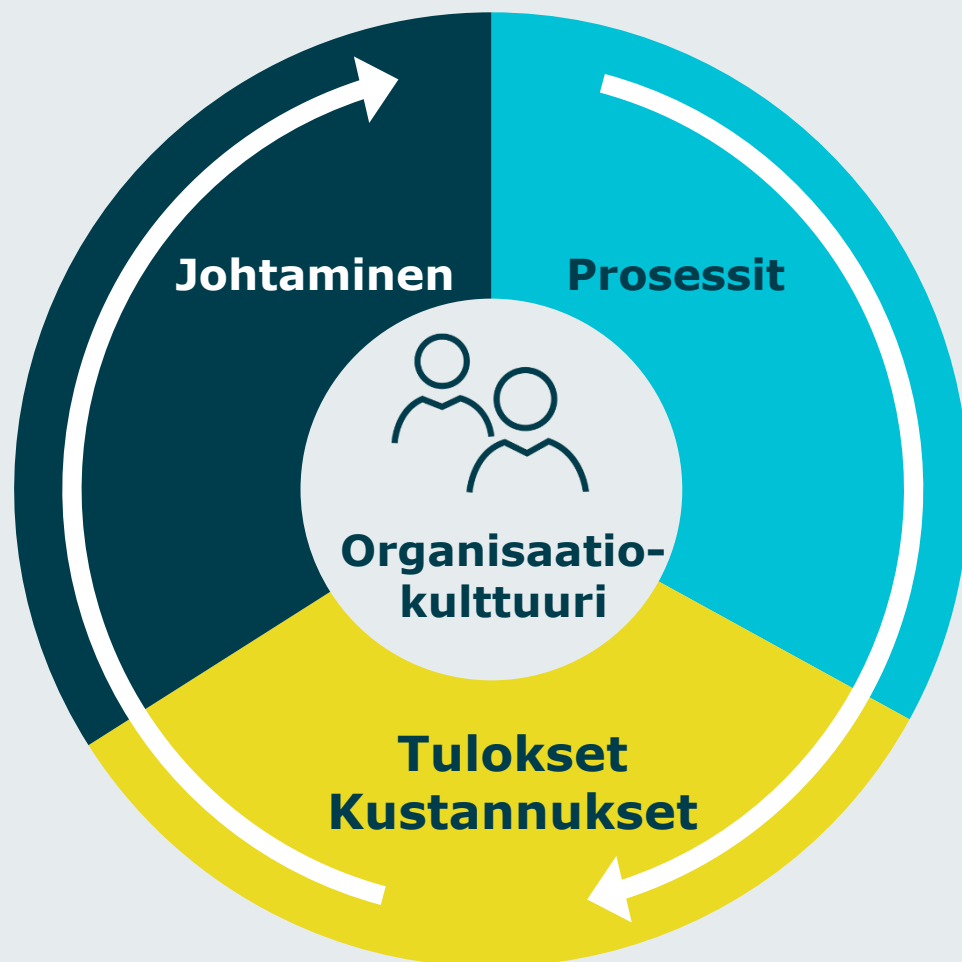 Johtaminen
Prosessit
Organisaatio-
kulttuuri
Tulokset
Kustannukset